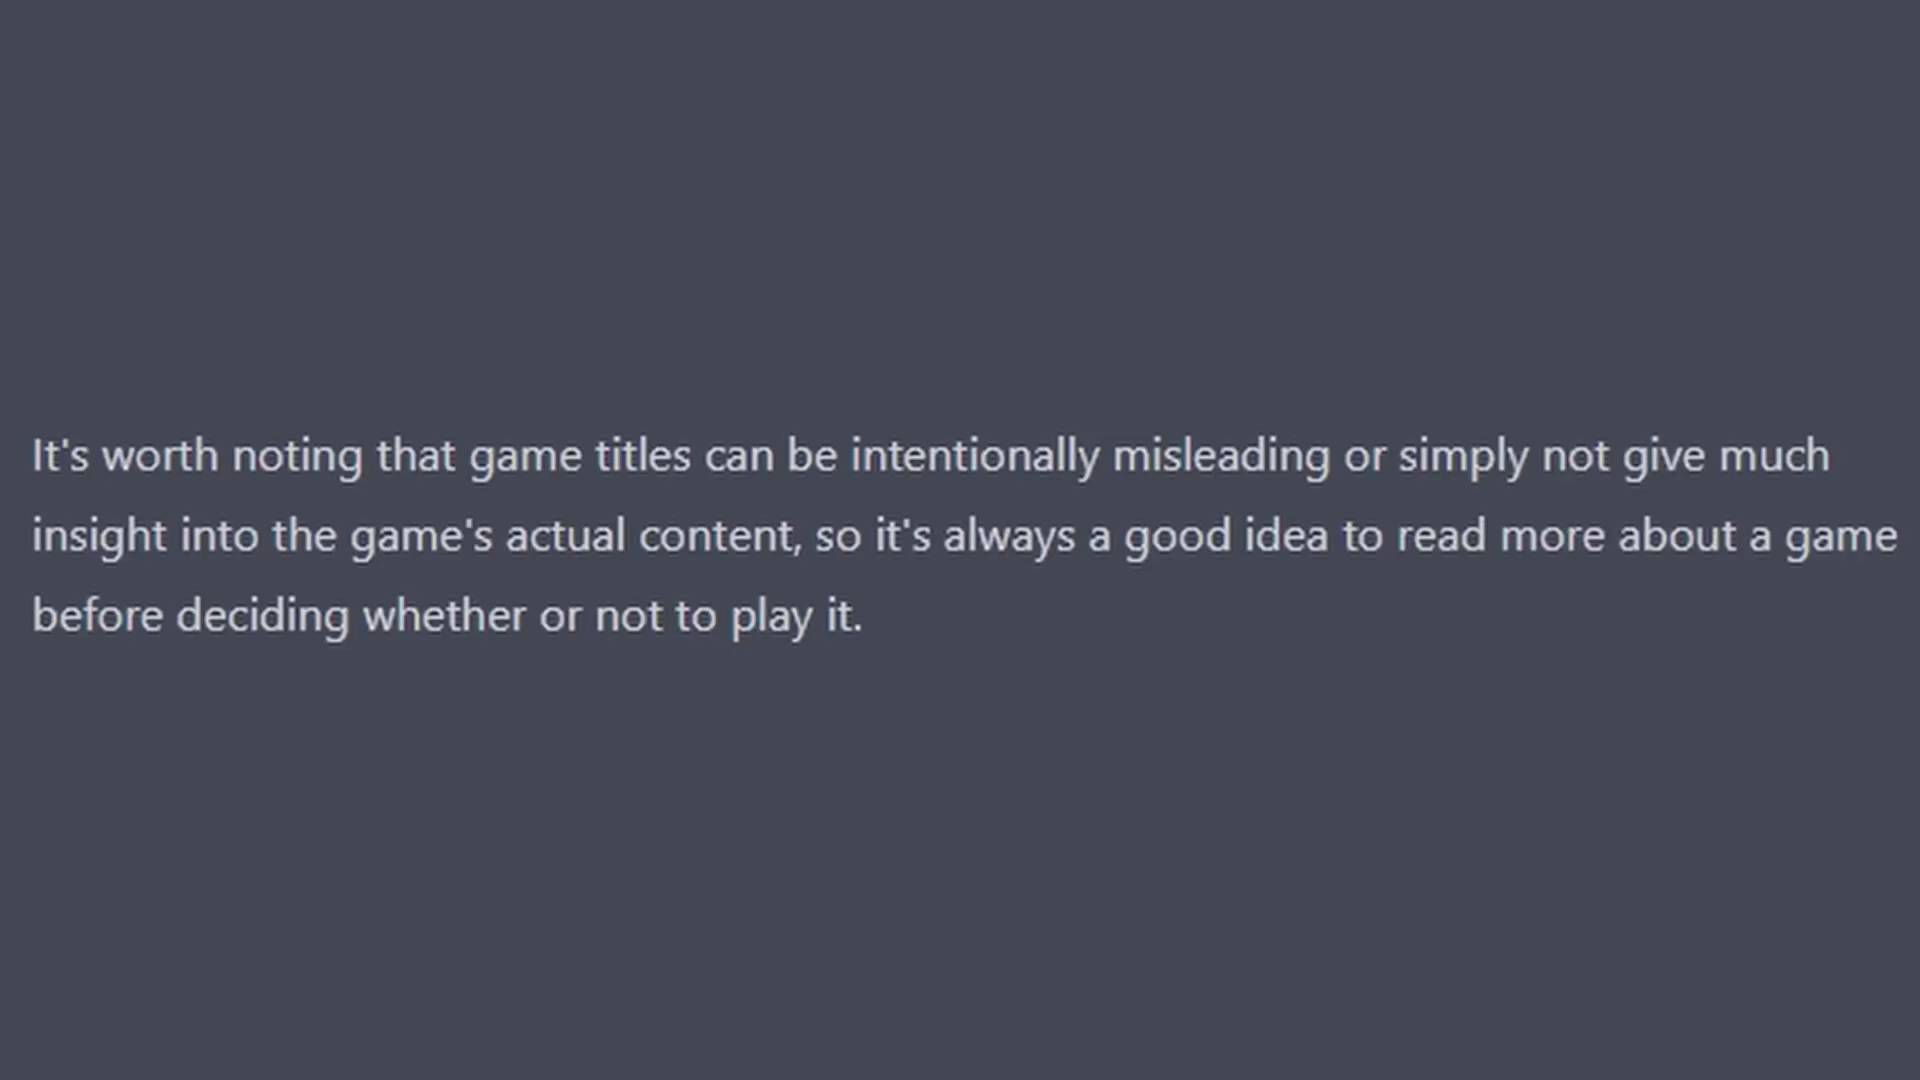 It's worth noting that game titles can be intentionally misleading or simply not give much
insight into the game's actual content, so it's always a good idea to read more about a game
before deciding whether or not to play it.